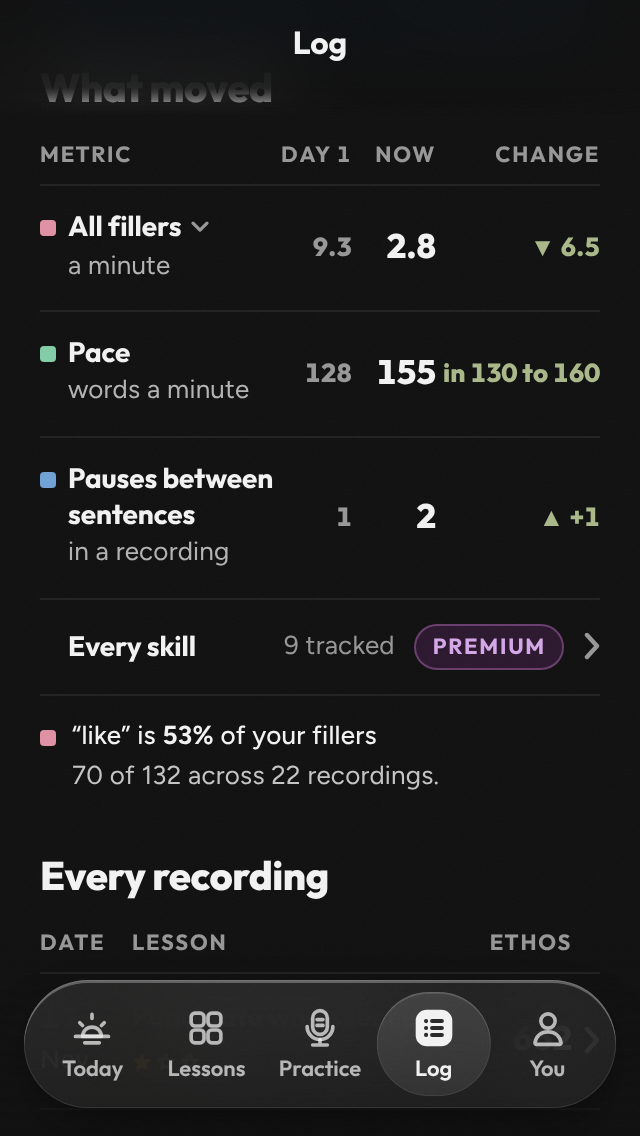 Log
What moved
METRIC DAY 1 NOW CHANGE
All fillers
a minute
9.3 2.8 ▼ 6.5
Pace
words a minute
128 155 in 130 to 160
Pauses between
sentences
in a recording
1 2 ▲ +1
Every skill 9 tracked PREMIUM
“like” is 53% of your fillers
70 of 132 across 22 recordings.
Every recording
DATE LESSON ETHOS
Today Lessons Practice Log You